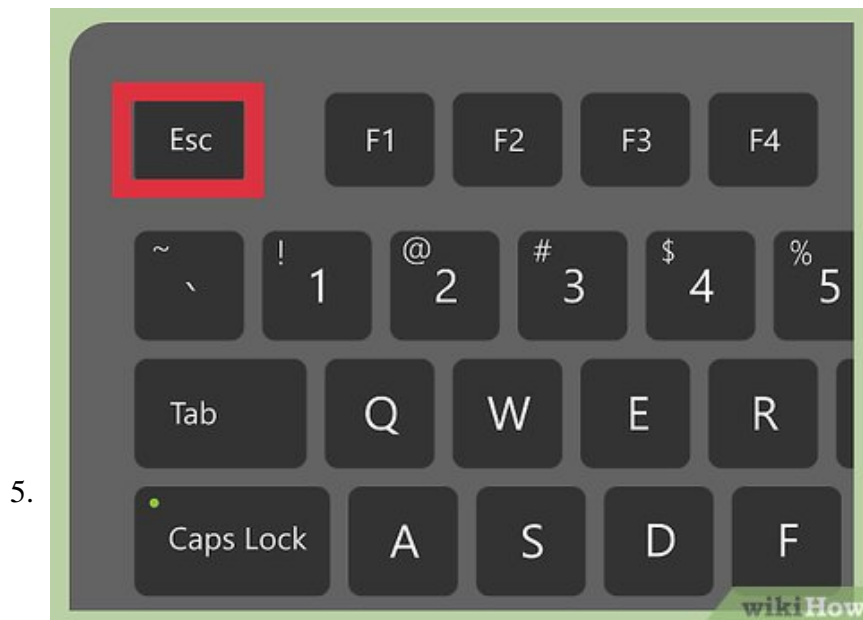 Esc F1 F2 F3 F4
~ ! @ # $ %
` 1 2 3 4 5
Tab Q W E R
5.
Caps Lock A S D F
wikiHow